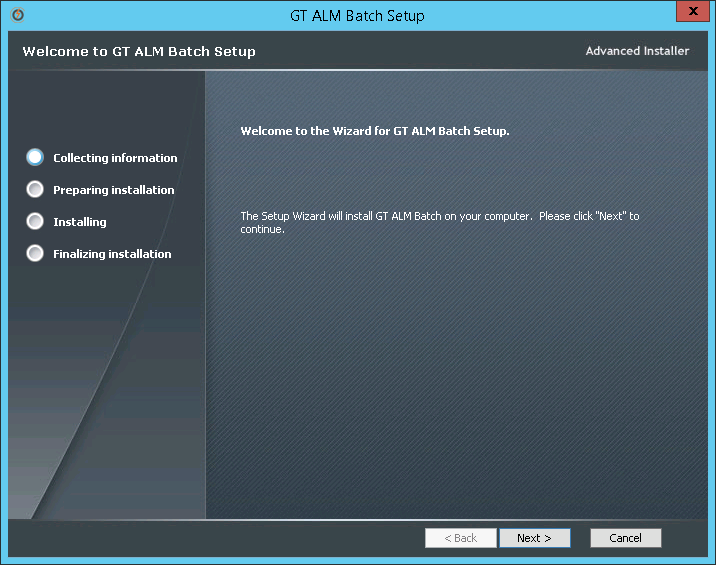 GT ALM Batch Setup
X
Welcome to GT ALM Batch Setup
Advanced Installer
Welcome to the Wizard for GT ALM Batch Setup.
Collecting information
Preparing installation
Installing
Finalizing installation
The Setup Wizard will install GT ALM Batch on your computer.  Please click "Next" to
continue.
< Back
Next >
Cancel